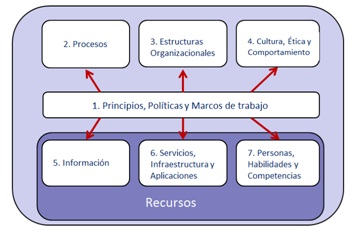 2. Procesos
3. Estructuras
Organizacionales
4. Cultura, Ética y
Comportamiento
1. Principios, Políticas y Marcos de trabajo
5. Información
6. Servicios,
Infraestructura y
Aplicaciones
7. Personas,
Habilidades y
Competencias
Recursos